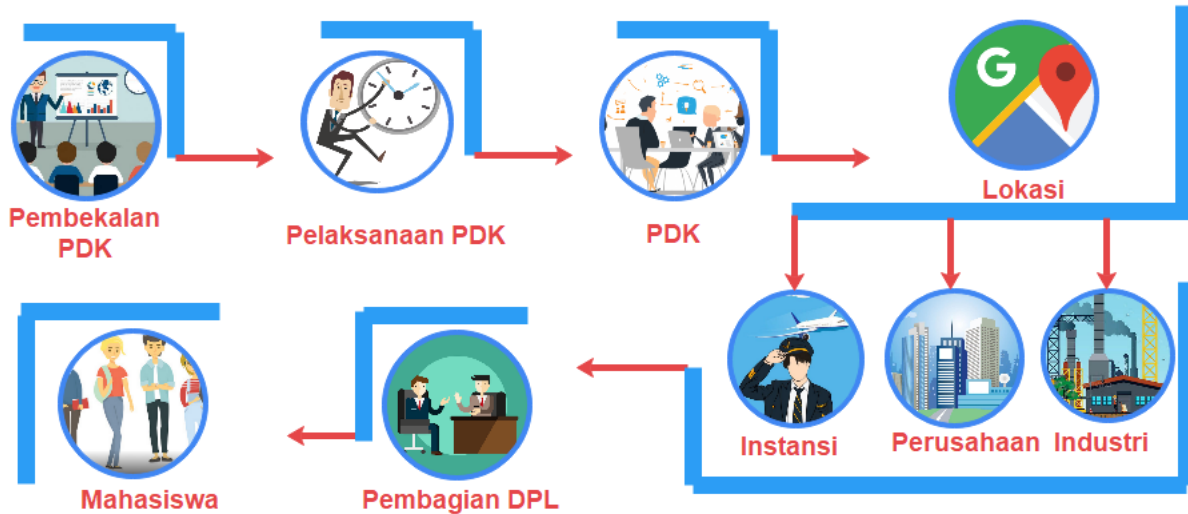 Pembekalan
PDK
Pelaksanaan PDK
PDK
G
Lokasi
Instansi
Perusahaan
Industri
Pembagian DPL
Mahasiswa